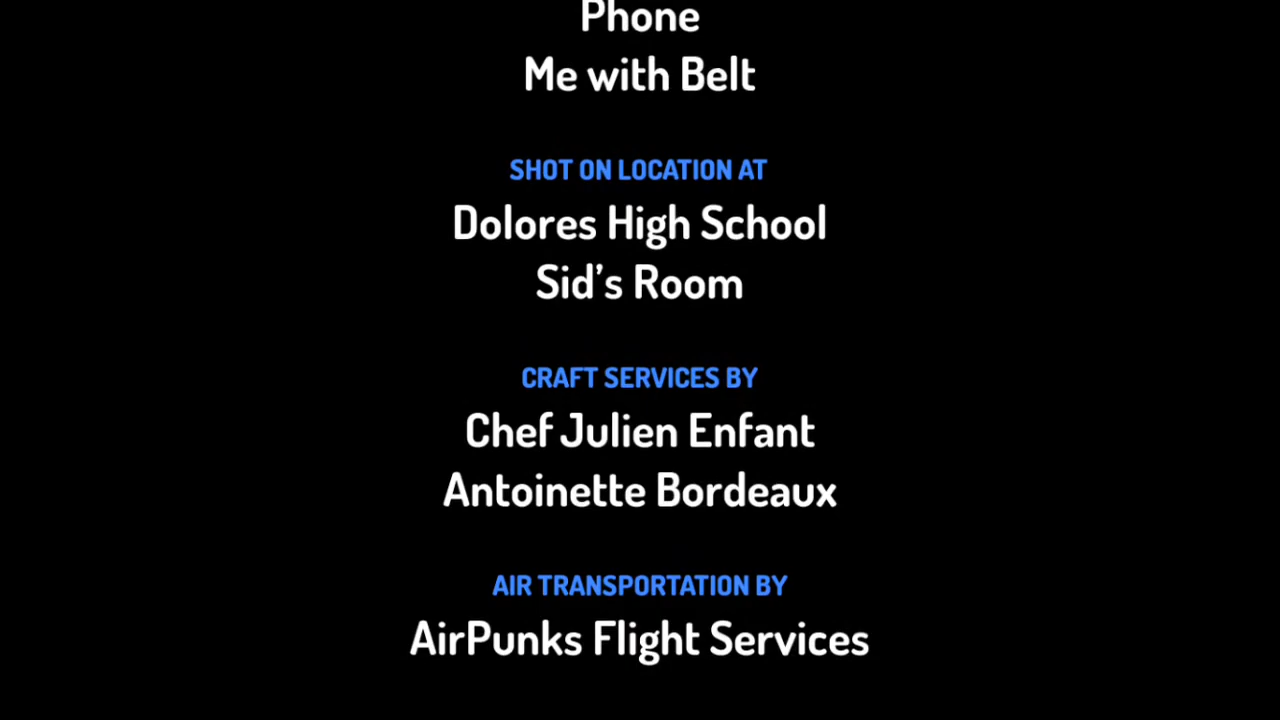 Phone
Me with Belt
SHOT ON LOCATION AT
Dolores High School
Sid's Room
CRAFT SERVICES BY
Chef Julien Enfant
Antoinette Bordeaux
AIR TRANSPORTATION BY
AirPunks Flight Services